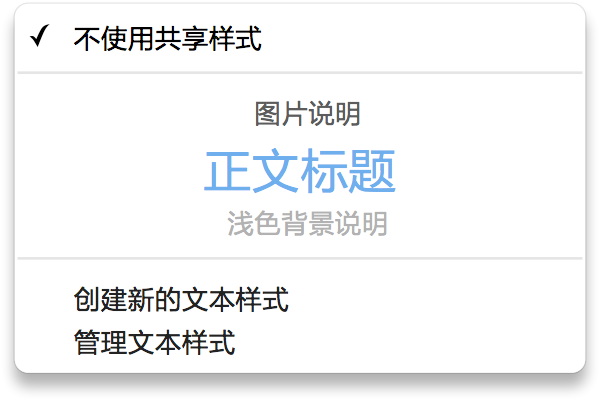 不使用共享样式
图片说明
正文标题
浅色背景说明
创建新的文本样式
管理文本样式